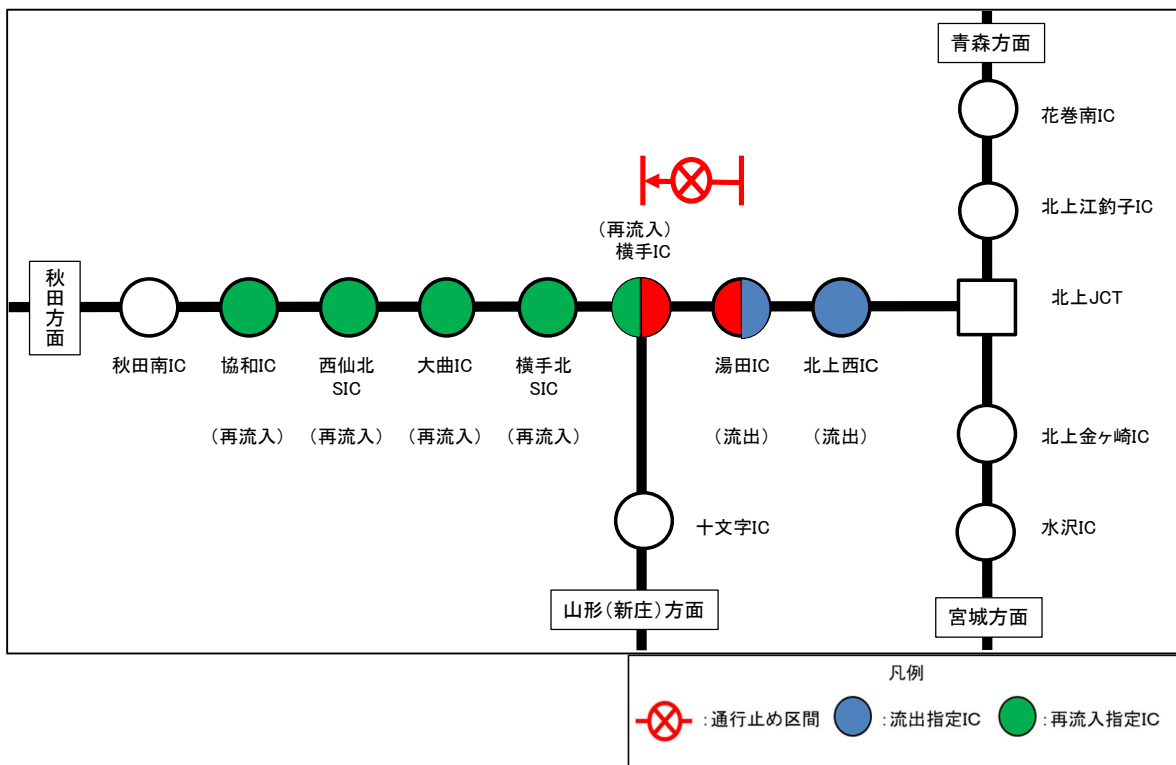 青森方面
花巻南IC
北上江釣子IC
(再流入)
横手IC
秋田方面
北上JCT
秋田南IC
協和IC
西仙北
SIC
大曲IC
横手北
SIC
湯田IC
北上西IC
(再流入)
(再流入)
(再流入)
(再流入)
(流出)
(流出)
北上金ヶ崎IC
十文字IC
水沢IC
山形(新庄)方面
宮城方面
凡例
:通行止め区間
:流出指定IC
:再流入指定IC